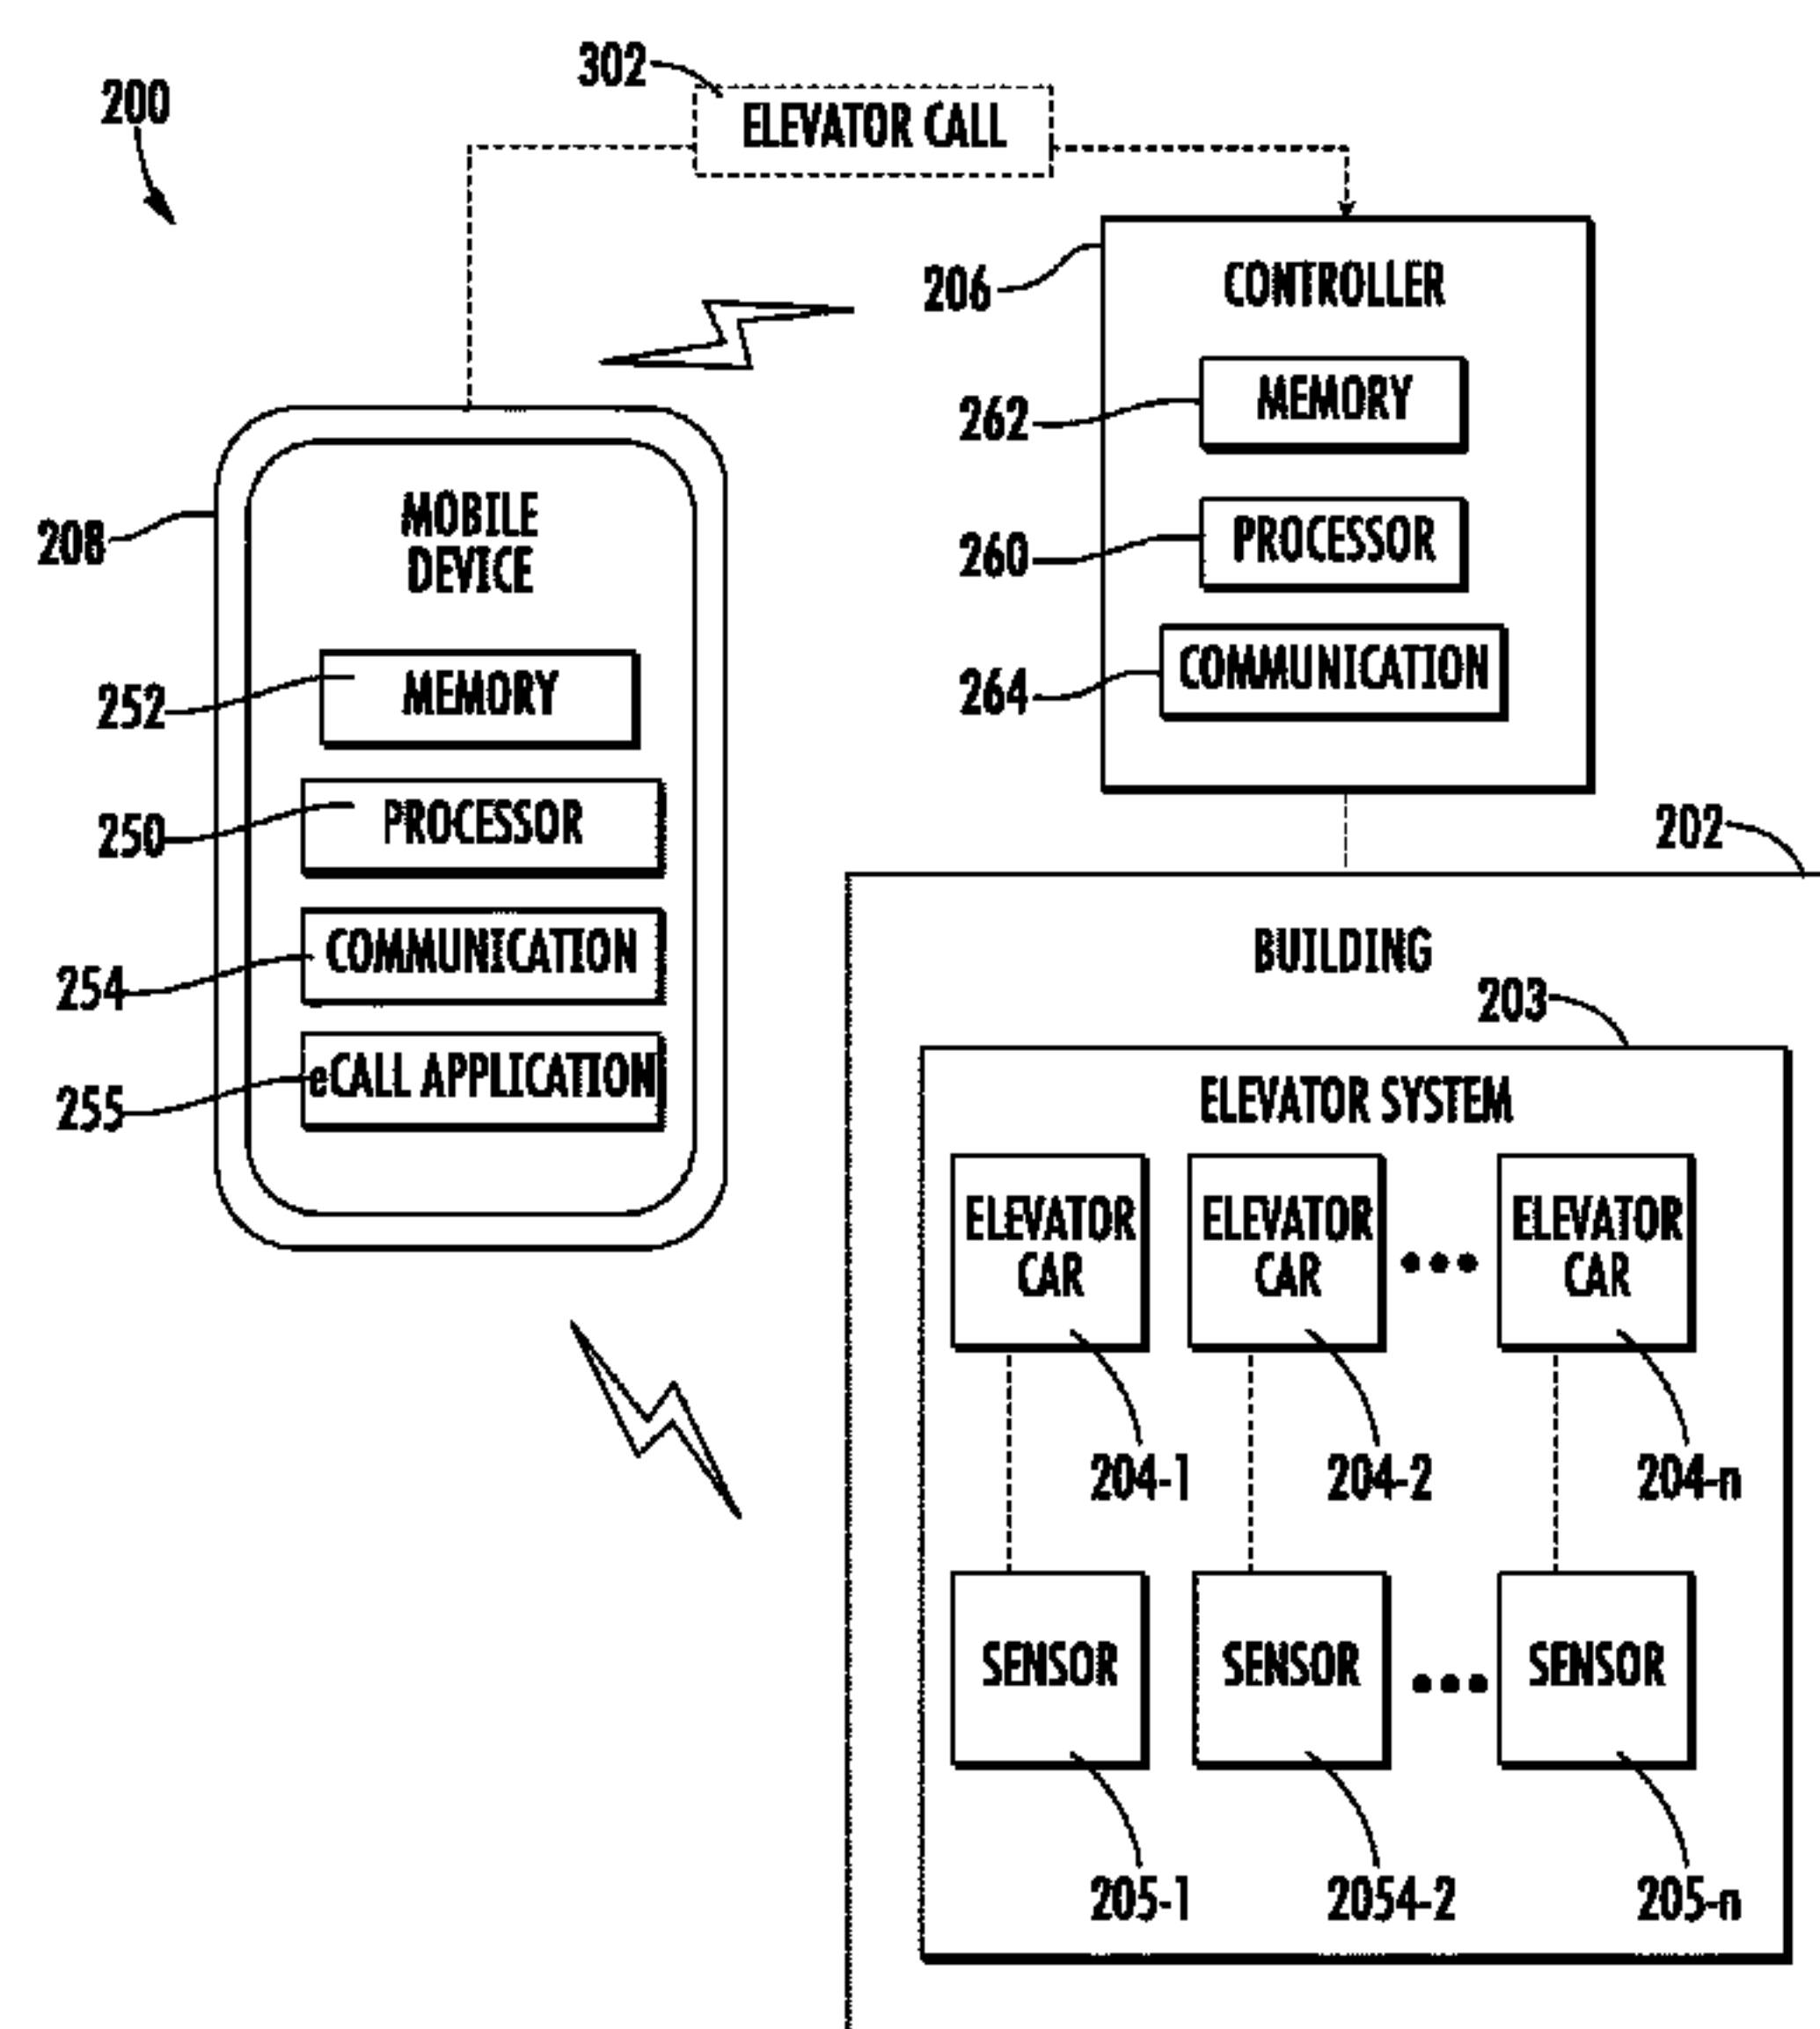 302
200
ELEVATOR CALL
206
CONTROLLER
262
MEMORY
260
PROCESSOR
264
COMMUNICATION
208
MOBILE
DEVICE
252
MEMORY
250
PROCESSOR
254
COMMUNICATION
255
eCALL APPLICATION
202
BUILDING
203
ELEVATOR SYSTEM
ELEVATOR
CAR
ELEVATOR
CAR
ELEVATOR
CAR
204-1
204-2
204-n
SENSOR
SENSOR
SENSOR
205-1
2054-2
205-n